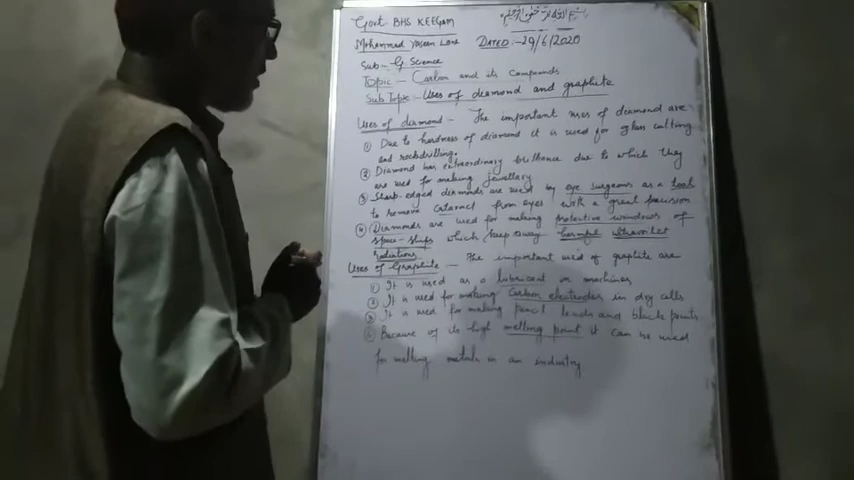 Govt. BHS KEEGAM
Mohammad Yaseen Lone DATED:- 29/6/2020
Sub:- G. Science
Topic:- Carbon and its Compounds
Sub Topic:- Uses of diamond and graphite
Uses of diamond:- The important uses of diamond are:
① Due to hardness of diamond it is used for glass cutting
and rockdrilling.
② Diamond has extraordinary brilliance due to which they
are used for making jewellary
③ Sharp-edged diamonds are used by eye surgeons as a tool
to remove cataract from eyes with a great precision
④ Diamonds are used for making protective windows of
space-ships which keep away harmful ultraviolet
radiations
Uses of Graphite:- The important used of graphite are
① It is used as a lubricant on machines
② It is used for making Carbon electrodes in dry cells
③ It is used for making pencil leads and black paints
④ Because of its high melting point it can be used
for melting metals in an industry